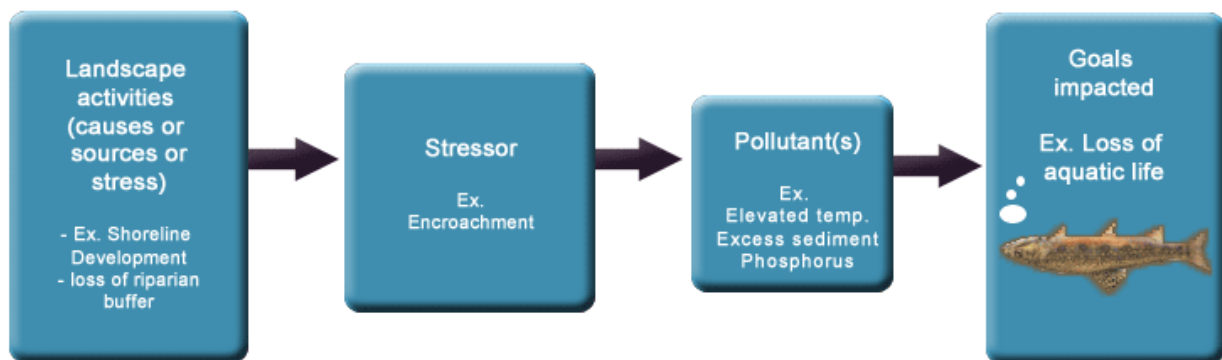 Landscape
activities
(causes or
sources or
stress)
- Ex. Shoreline
Development
- loss of riparian
buffer
Stressor
Ex.
Encroachment
Pollutant(s)
Ex.
Elevated temp.
Excess sediment
Phosphorus
Goals
impacted
Ex. Loss of
aquatic life